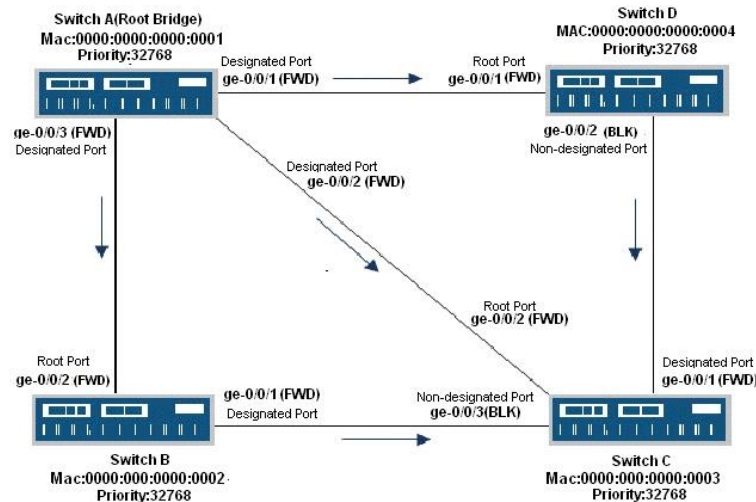 Switch A(Root Bridge)
Mac:0000:0000:0000:0001
Priority:32768
Switch D
MAC:0000:0000:0000:0004
Priority:32768
Designated Port
ge-0/0/1 (FWD)
Root Port
ge-0/0/1 (FWD)
ge-0/0/3 (FWD)
Designated Port
ge-0/0/2 (BLK)
Non-designated Port
Designated Port
ge-0/0/2 (FWD)
Root Port
ge-0/0/2 (FWD)
Root Port
ge-0/0/2 (FWD)
ge-0/0/1 (FWD)
Designated Port
Non-designated Port
ge-0/0/3(BLK)
Designated Port
ge-0/0/1 (FWD)
Switch B
Mac:0000:000:0000:0002
Priority:32768
Switch C
Mac:0000:000:0000:0003
Priority:32768